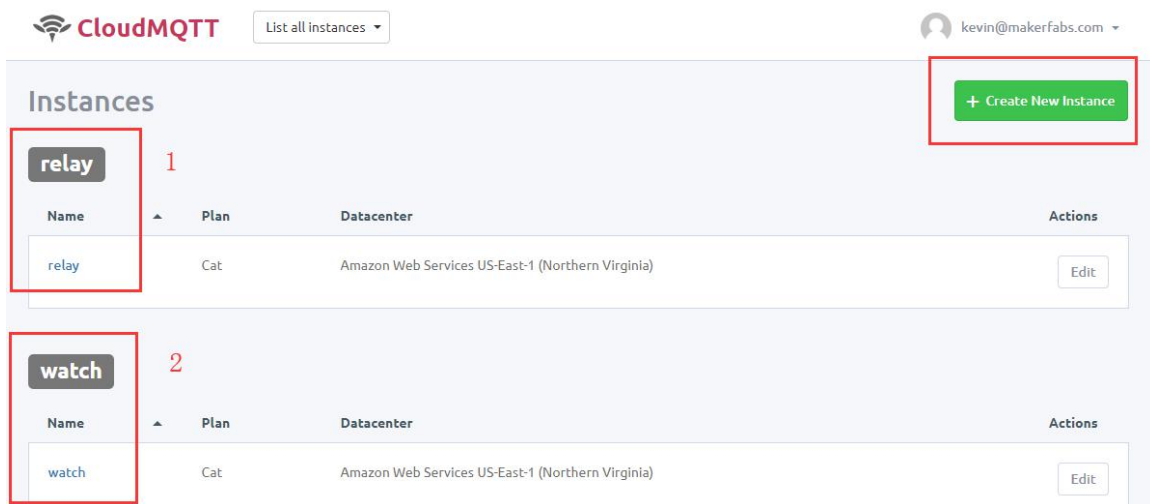 CloudMQTT List all instances kevin@makerfabs.com
Instances + Create New Instance
relay 1
Name Plan Datacenter Actions
relay Cat Amazon Web Services US-East-1 (Northern Virginia) Edit
watch 2
Name Plan Datacenter Actions
watch Cat Amazon Web Services US-East-1 (Northern Virginia) Edit